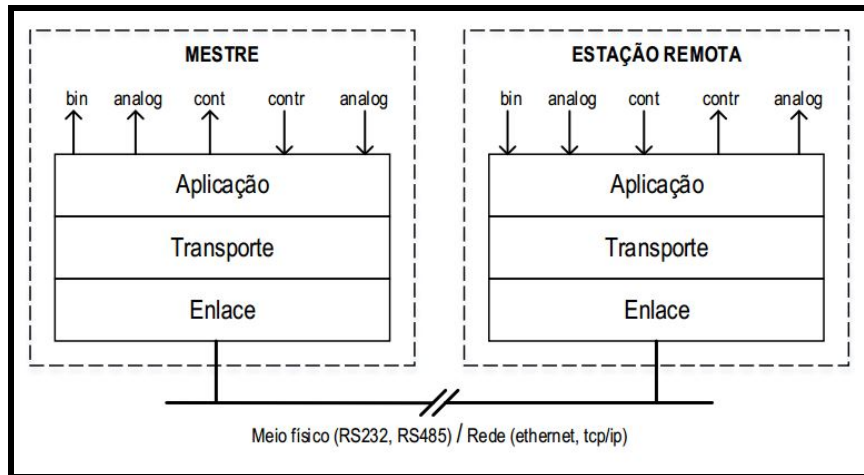 MESTRE
bin analog cont contr analog
Aplicação
Transporte
Enlace
ESTAÇÃO REMOTA
bin analog cont contr analog
Aplicação
Transporte
Enlace
Meio físico (RS232, RS485) / Rede (ethernet, tcp/ip)